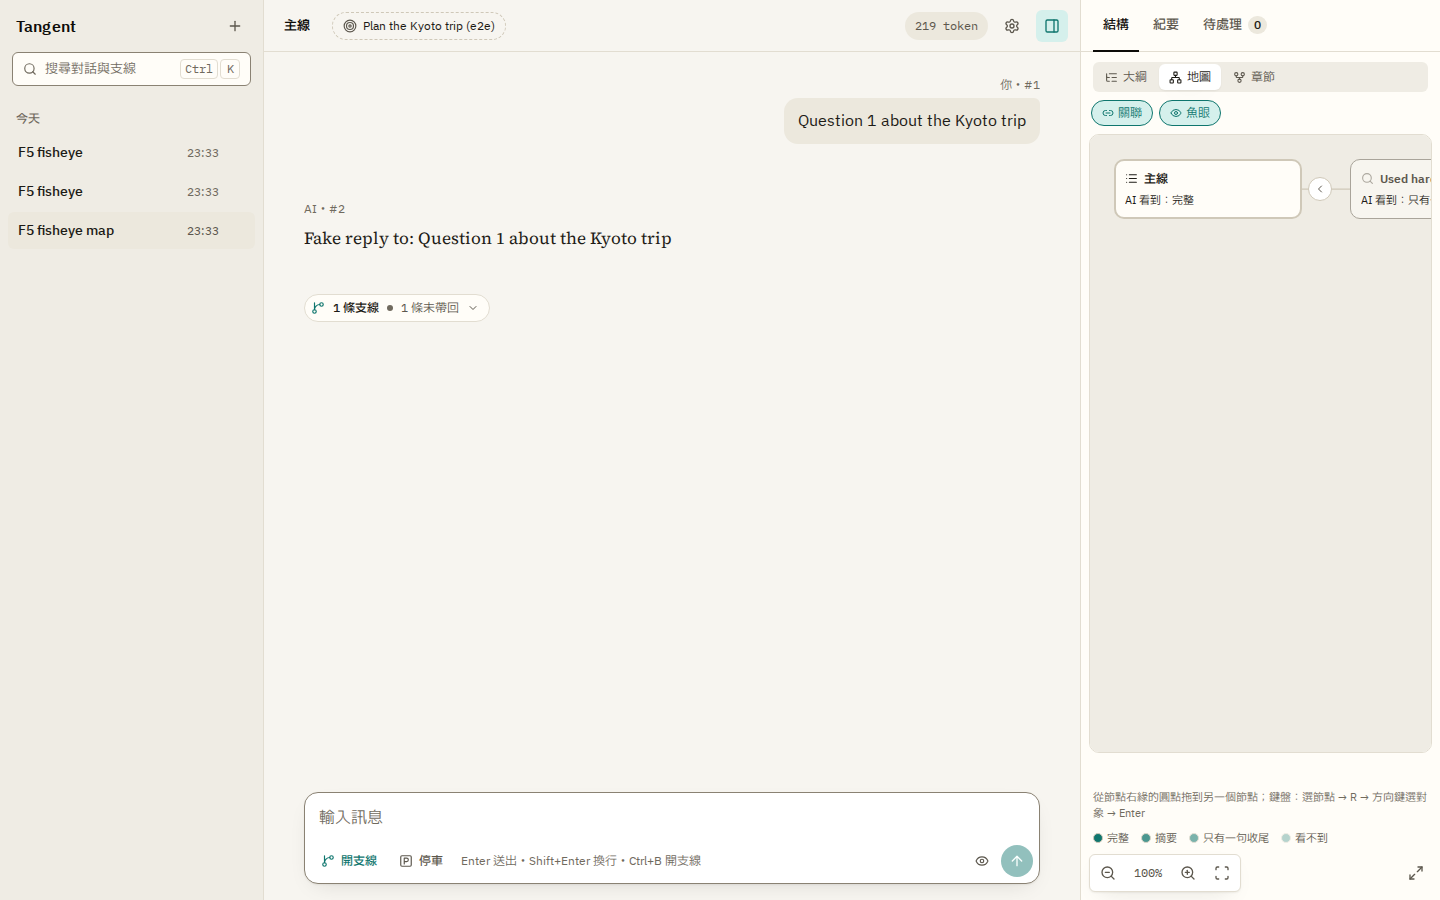 Tangent
搜尋對話與支線 Ctrl K
今天
F5 fisheye 23:33
F5 fisheye 23:33
F5 fisheye map 23:33
主線 Plan the Kyoto trip (e2e) 219 token
你 • #1
Question 1 about the Kyoto trip
AI • #2
Fake reply to: Question 1 about the Kyoto trip
1 條支線 • 1 條未帶回
輸入訊息
開支線 停車 Enter 送出 • Shift+Enter 換行 • Ctrl+B 開支線
結構 紀要 待處理 0
大綱 地圖 章節
關聯 魚眼
主線
AI 看到：完整
Used har
AI 看到：只有
從節點右緣的圓點拖到另一個節點；鍵盤：選節點 → R → 方向鍵選對
象 → Enter
完整 摘要 只有一句收尾 看不到
100%